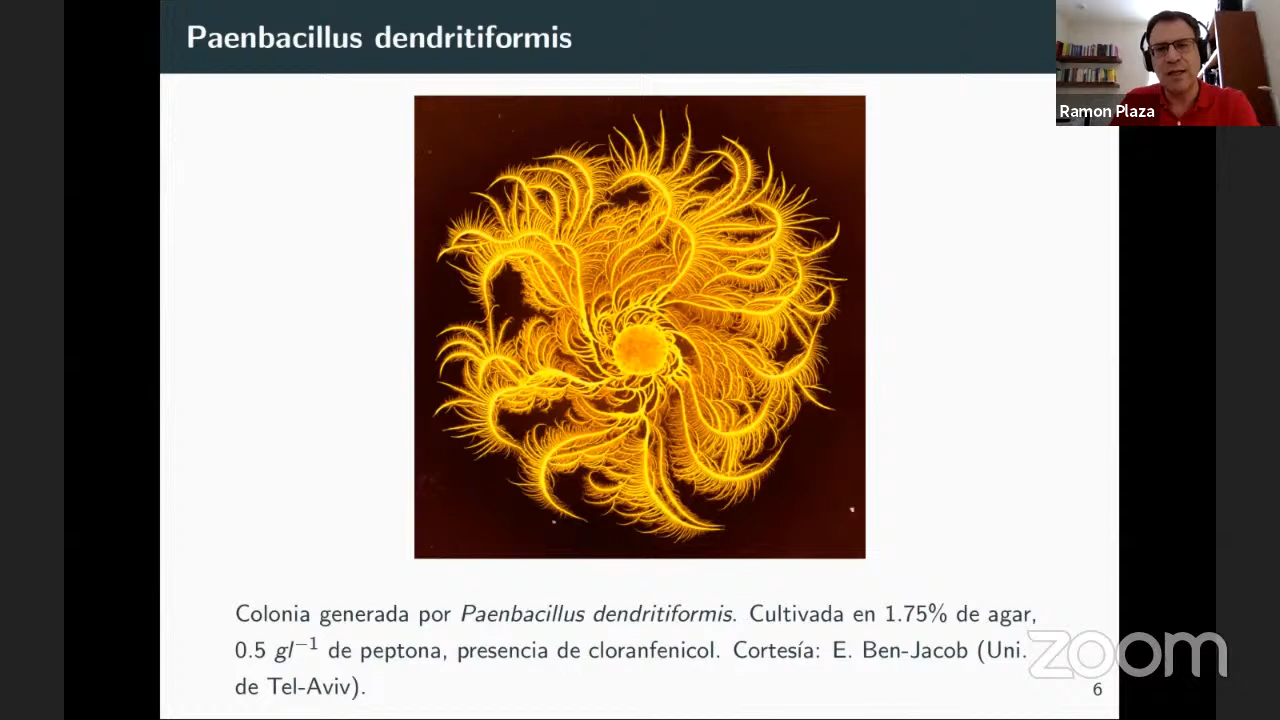 Paenbacillus dendritiformis
Ramon Plaza
Colonia generada por Paenbacillus dendritiformis. Cultivada en 1.75% de agar,
0.5 gl⁻¹ de peptona, presencia de cloranfenicol. Cortesía: E. Ben-Jacob (Uni.
de Tel-Aviv).
zoom
6